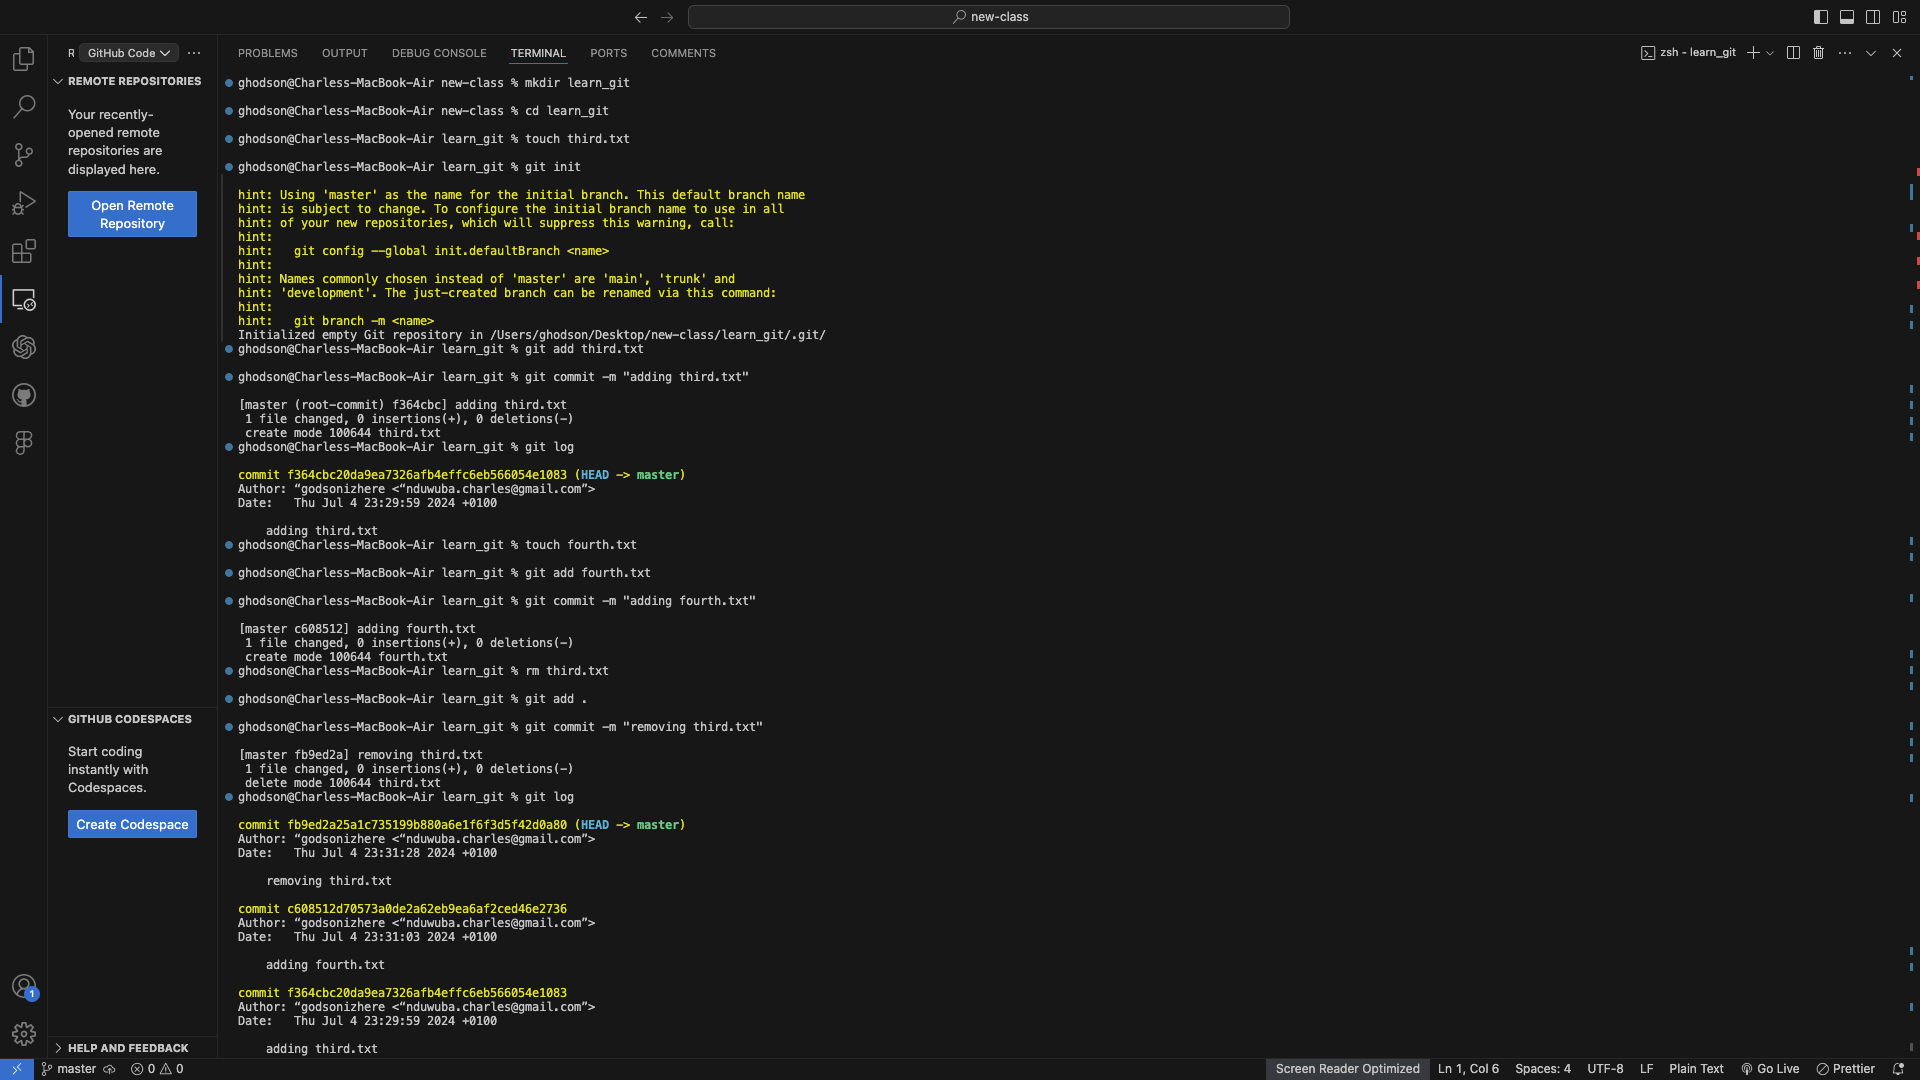 new-class
R GitHub Code
REMOTE REPOSITORIES
Your recently-
opened remote
repositories are
displayed here.
Open Remote
Repository
GITHUB CODESPACES
Start coding
instantly with
Codespaces.
Create Codespace
1
HELP AND FEEDBACK
PROBLEMS OUTPUT DEBUG CONSOLE TERMINAL PORTS COMMENTS
zsh - learn_git
ghodson@Charless-MacBook-Air new-class % mkdir learn_git
ghodson@Charless-MacBook-Air new-class % cd learn_git
ghodson@Charless-MacBook-Air learn_git % touch third.txt
ghodson@Charless-MacBook-Air learn_git % git init
hint: Using 'master' as the name for the initial branch. This default branch name
hint: is subject to change. To configure the initial branch name to use in all
hint: of your new repositories, which will suppress this warning, call:
hint:
hint:   git config --global init.defaultBranch <name>
hint:
hint: Names commonly chosen instead of 'master' are 'main', 'trunk' and
hint: 'development'. The just-created branch can be renamed via this command:
hint:
hint:   git branch -m <name>
Initialized empty Git repository in /Users/ghodson/Desktop/new-class/learn_git/.git/
ghodson@Charless-MacBook-Air learn_git % git add third.txt
ghodson@Charless-MacBook-Air learn_git % git commit -m "adding third.txt"
[master (root-commit) f364cbc] adding third.txt
 1 file changed, 0 insertions(+), 0 deletions(-)
 create mode 100644 third.txt
ghodson@Charless-MacBook-Air learn_git % git log
commit f364cbc20da9ea7326afb4effc6eb566054e1083 (HEAD -> master)
Author: “godsonizhere <“nduwuba.charles@gmail.com”>
Date:   Thu Jul 4 23:29:59 2024 +0100
    adding third.txt
ghodson@Charless-MacBook-Air learn_git % touch fourth.txt
ghodson@Charless-MacBook-Air learn_git % git add fourth.txt
ghodson@Charless-MacBook-Air learn_git % git commit -m "adding fourth.txt"
[master c608512] adding fourth.txt
 1 file changed, 0 insertions(+), 0 deletions(-)
 create mode 100644 fourth.txt
ghodson@Charless-MacBook-Air learn_git % rm third.txt
ghodson@Charless-MacBook-Air learn_git % git add .
ghodson@Charless-MacBook-Air learn_git % git commit -m "removing third.txt"
[master fb9ed2a] removing third.txt
 1 file changed, 0 insertions(+), 0 deletions(-)
 delete mode 100644 third.txt
ghodson@Charless-MacBook-Air learn_git % git log
commit fb9ed2a25a1c735199b880a6e1f6f3d5f42d0a80 (HEAD -> master)
Author: “godsonizhere <“nduwuba.charles@gmail.com”>
Date:   Thu Jul 4 23:31:28 2024 +0100
    removing third.txt
commit c608512d70573a0de2a62eb9ea6af2ced46e2736
Author: “godsonizhere <“nduwuba.charles@gmail.com”>
Date:   Thu Jul 4 23:31:03 2024 +0100
    adding fourth.txt
commit f364cbc20da9ea7326afb4effc6eb566054e1083
Author: “godsonizhere <“nduwuba.charles@gmail.com”>
Date:   Thu Jul 4 23:29:59 2024 +0100
    adding third.txt
master 0 0 Screen Reader Optimized Ln 1, Col 6 Spaces: 4 UTF-8 LF Plain Text Go Live Prettier